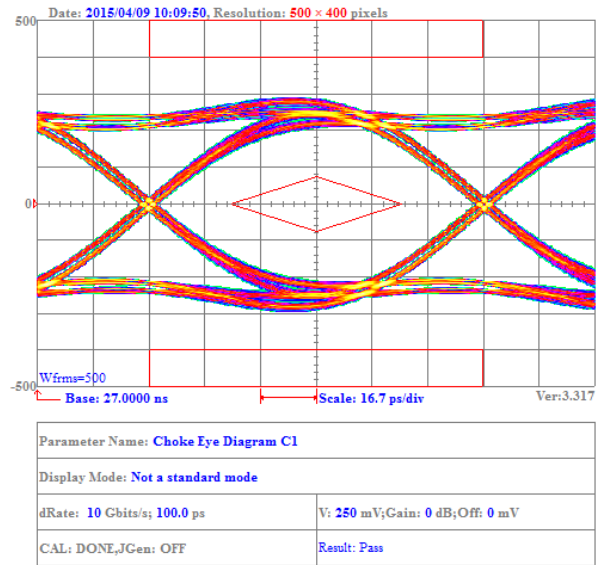 Date: 2015/04/09 10:09:50, Resolution: 500 × 400 pixels
500
0
-500
Wfrms=500
Base: 27.0000 ns
Scale: 16.7 ps/div
Ver:3.317
Parameter Name: Choke Eye Diagram C1
Display Mode: Not a standard mode
dRate: 10 Gbits/s; 100.0 ps
V: 250 mV;Gain: 0 dB;Off: 0 mV
CAL: DONE,JGen: OFF
Result: Pass